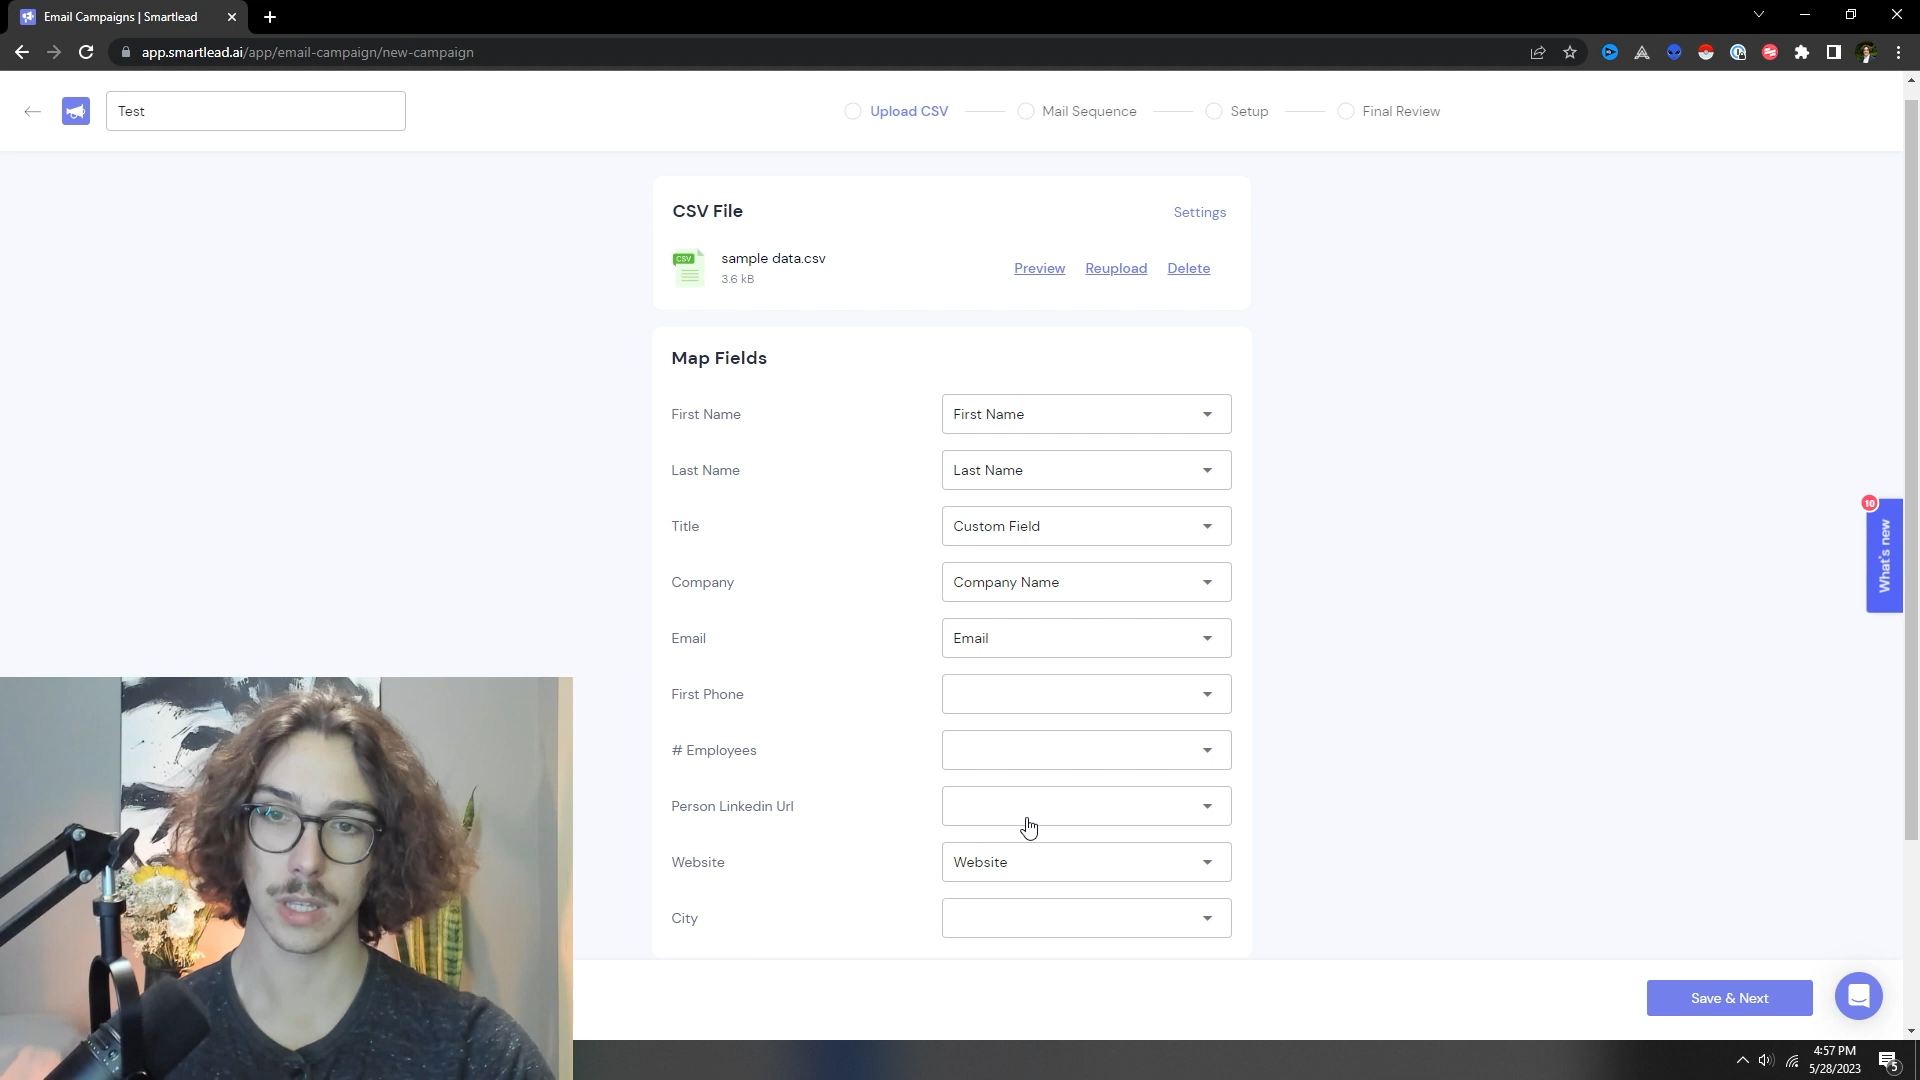 Email Campaigns | Smartlead
app.smartlead.ai/app/email-campaign/new-campaign
Test
Upload CSV
Mail Sequence
Setup
Final Review
CSV File
Settings
CSV
sample data.csv
3.6 kB
Preview
Reupload
Delete
Map Fields
First Name
First Name
Last Name
Last Name
Title
Custom Field
Company
Company Name
Email
Email
First Phone
# Employees
Person Linkedin Url
Website
Website
City
10
What's new
Save & Next
4:57 PM
5/28/2023
5